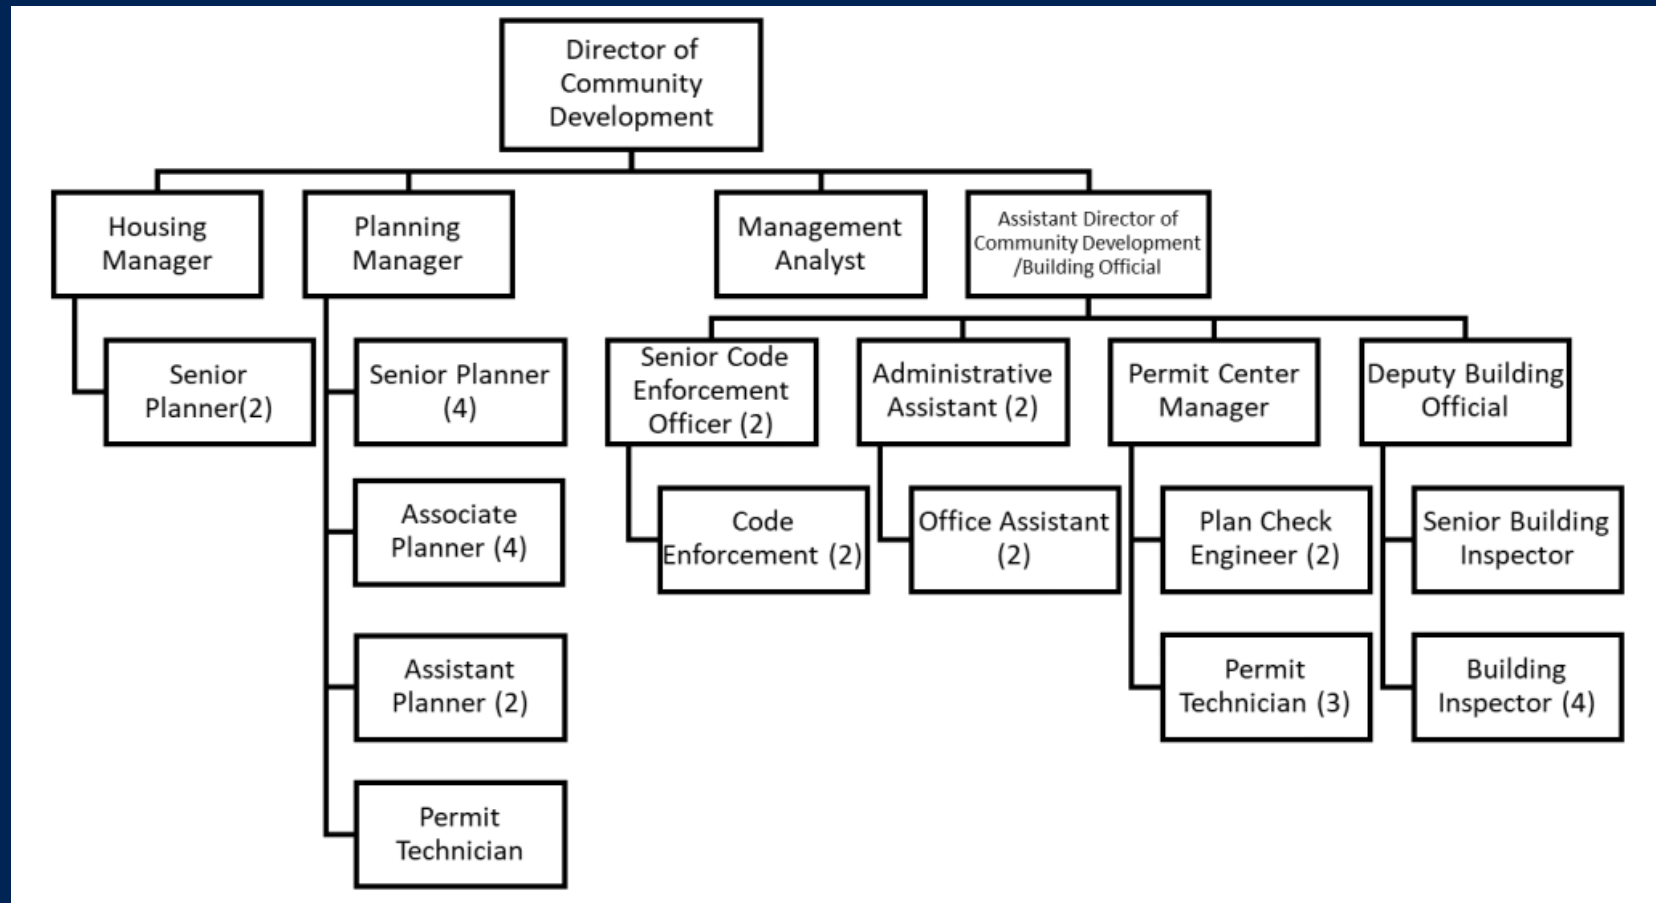 Director of
Community
Development
Housing
Manager
Planning
Manager
Management
Analyst
Assistant Director of
Community Development
/Building Official
Senior
Planner(2)
Senior Planner
(4)
Associate
Planner (4)
Assistant
Planner (2)
Permit
Technician
Senior Code
Enforcement
Officer (2)
Code
Enforcement (2)
Administrative
Assistant (2)
Office Assistant
(2)
Permit Center
Manager
Plan Check
Engineer (2)
Permit
Technician (3)
Deputy Building
Official
Senior Building
Inspector
Building
Inspector (4)